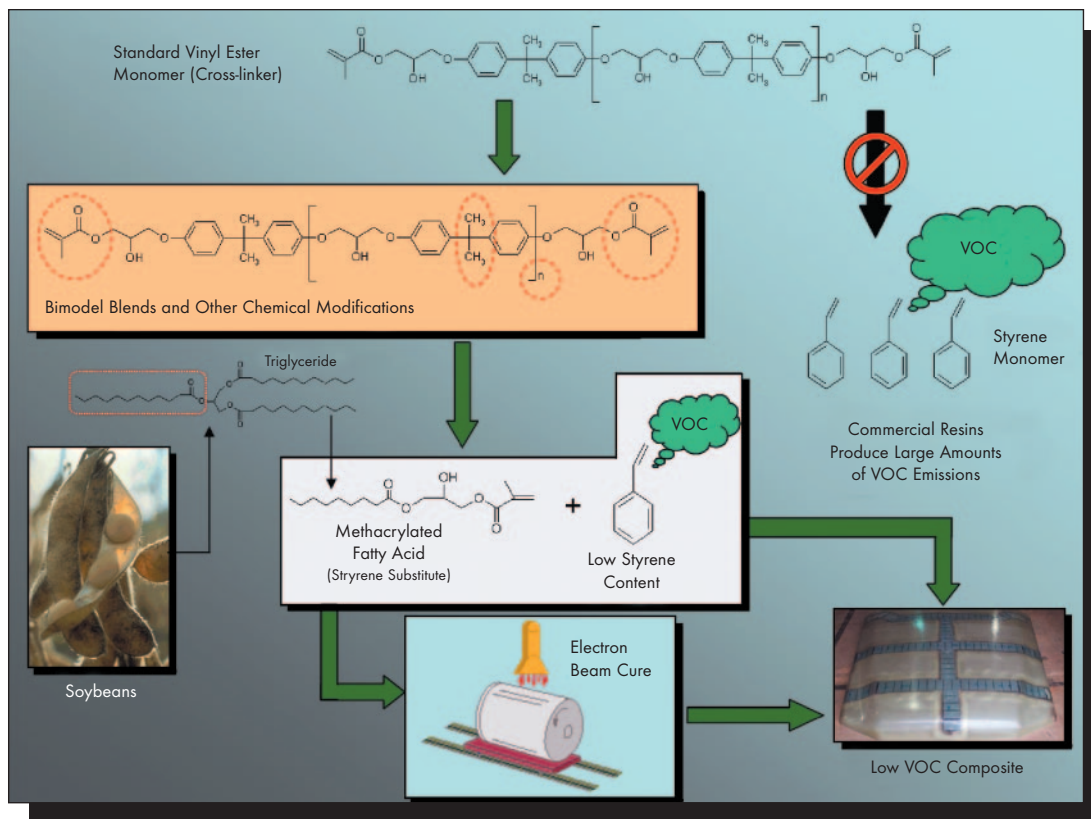 Standard Vinyl Ester
Monomer (Cross-linker)
O
O
OH
O
CH₃
CH₃
O
OH
O
CH₃
CH₃
O
OH
O
O
n
O
O
OH
O
CH₃
CH₃
O
OH
O
CH₃
CH₃
O
OH
O
O
n
Bimodel Blends and Other Chemical Modifications
VOC
Styrene
Monomer
Commercial Resins
Produce Large Amounts
of VOC Emissions
Triglyceride
O
O
O
O
O
O
Soybeans
O
O
OH
O
O
Methacrylated
Fatty Acid
(Stryrene Substitute)
+
VOC
Low Styrene
Content
Electron
Beam Cure
Low VOC Composite